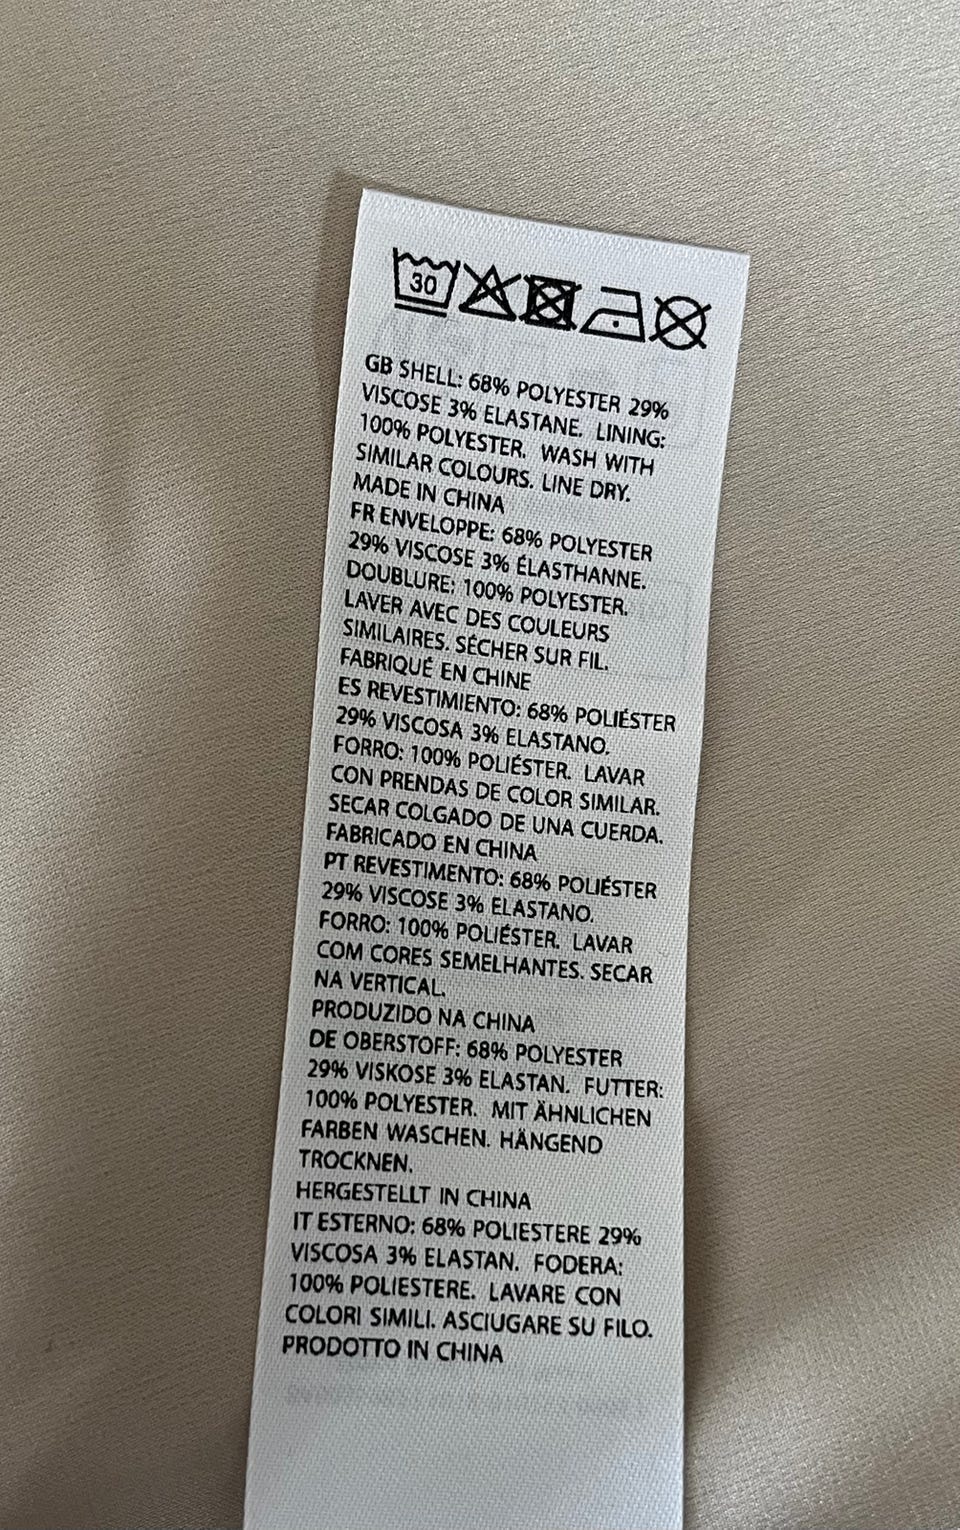 30
GB SHELL: 68% POLYESTER 29%
VISCOSE 3% ELASTANE. LINING:
100% POLYESTER. WASH WITH
SIMILAR COLOURS. LINE DRY.
MADE IN CHINA
FR ENVELOPPE: 68% POLYESTER
29% VISCOSE 3% ÉLASTHANNE.
DOUBLURE: 100% POLYESTER.
LAVER AVEC DES COULEURS
SIMILAIRES. SÉCHER SUR FIL.
FABRIQUÉ EN CHINE
ES REVESTIMIENTO: 68% POLIÉSTER
29% VISCOSA 3% ELASTANO.
FORRO: 100% POLIÉSTER. LAVAR
CON PRENDAS DE COLOR SIMILAR.
SECAR COLGADO DE UNA CUERDA.
FABRICADO EN CHINA
PT REVESTIMENTO: 68% POLIÉSTER
29% VISCOSE 3% ELASTANO.
FORRO: 100% POLIÉSTER. LAVAR
COM CORES SEMELHANTES. SECAR
NA VERTICAL.
PRODUZIDO NA CHINA
DE OBERSTOFF: 68% POLYESTER
29% VISKOSE 3% ELASTAN. FUTTER:
100% POLYESTER. MIT ÄHNLICHEN
FARBEN WASCHEN. HÄNGEND
TROCKNEN.
HERGESTELLT IN CHINA
IT ESTERNO: 68% POLIESTERE 29%
VISCOSA 3% ELASTAN. FODERA:
100% POLIESTERE. LAVARE CON
COLORI SIMILI. ASCIUGARE SU FILO.
PRODOTTO IN CHINA